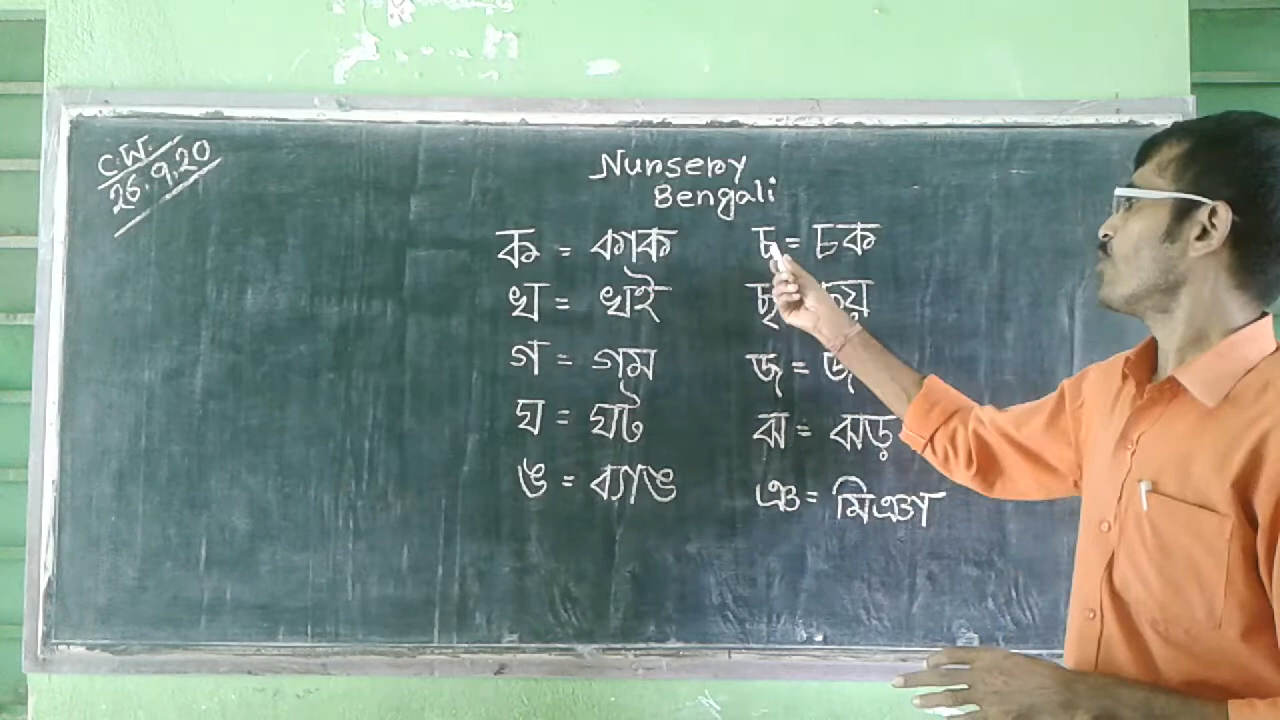 C.W.
26.9.20
Nursery
Bengali
ক = কাক
খ = খই
গ = গম
ঘ = ঘট
ঙ = ব্যাঙ
চ = চক
ছ
জ = জ
ঝ = ঝড়
ঞ = মিঞা